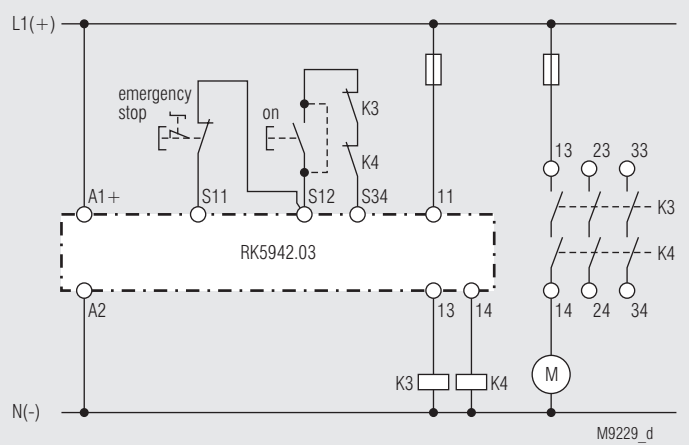 L1(+)
emergency
stop
on
K3
K4
13
23
33
A1+
S11
S12
S34
11
K3
K4
RK5942.03
A2
13
14
14
24
34
K3
K4
M
N(-)
M9229_d